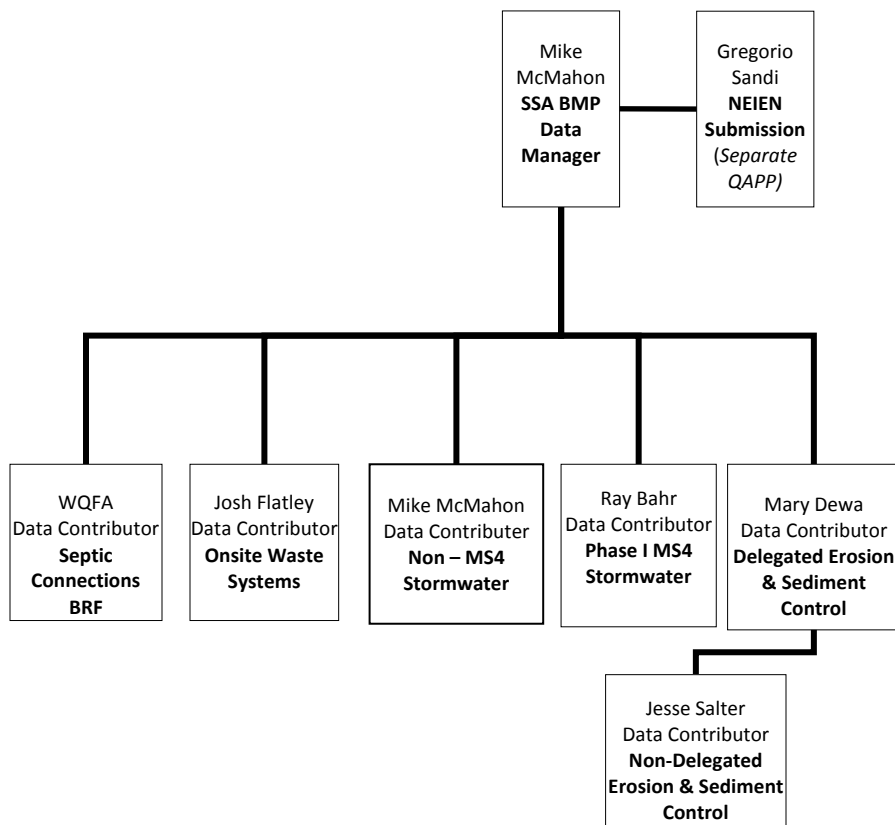 Mike
McMahon
SSA BMP
Data
Manager
Gregorio
Sandi
NEIEN
Submission
(Separate
QAPP)
WQFA
Data Contributor
Septic
Connections
BRF
Josh Flatley
Data Contributor
Onsite Waste
Systems
Mike McMahon
Data Contributer
Non – MS4
Stormwater
Ray Bahr
Data Contributor
Phase I MS4
Stormwater
Mary Dewa
Data Contributor
Delegated Erosion
& Sediment
Control
Jesse Salter
Data Contributor
Non-Delegated
Erosion & Sediment
Control